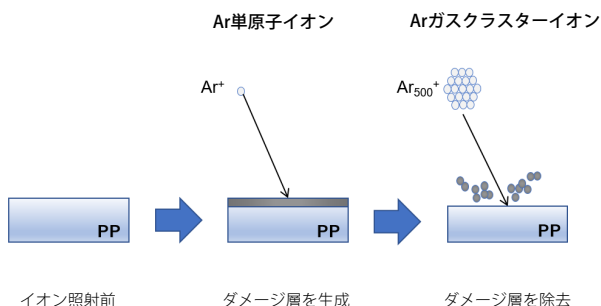 Ar単原子イオン
Arガスクラスターイオン
Ar⁺
Ar₅₀₀⁺
PP
PP
PP
イオン照射前
ダメージ層を生成
ダメージ層を除去